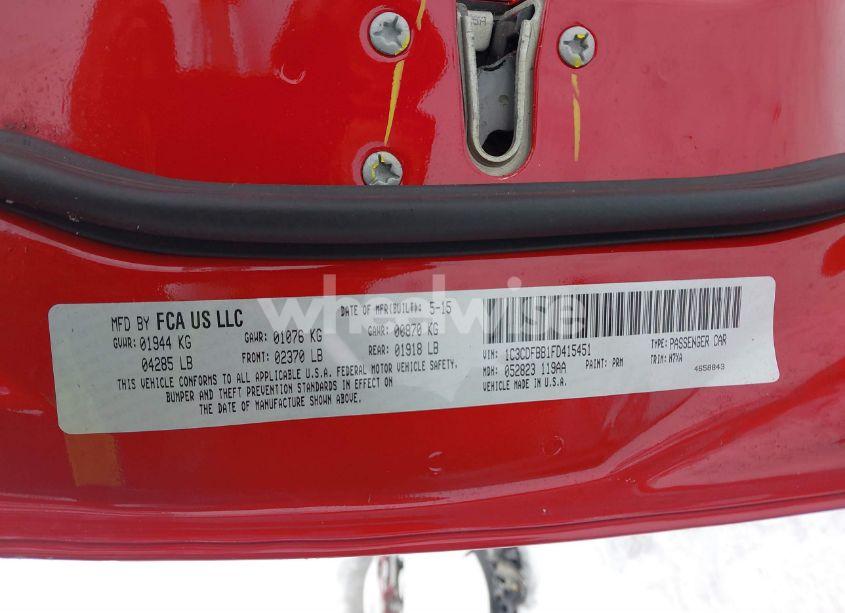 MFD BY FCA US LLC
DATE OF MFR(BUILD): 5-15
GVWR: 01944 KG
04285 LB
GAWR: 01076 KG
FRONT: 02370 LB
GAWR: 00870 KG
REAR: 01918 LB
THIS VEHICLE CONFORMS TO ALL APPLICABLE U.S.A. FEDERAL MOTOR VEHICLE SAFETY,
BUMPER AND THEFT PREVENTION STANDARDS IN EFFECT ON
THE DATE OF MANUFACTURE SHOWN ABOVE.
VIN: 1C3CDFBB1FD415451
TYPE: PASSENGER CAR
MDH: 052823 119AA
PAINT: PRM
TRIM: M7XA
VEHICLE MADE IN U.S.A.
4658843
wheelwise